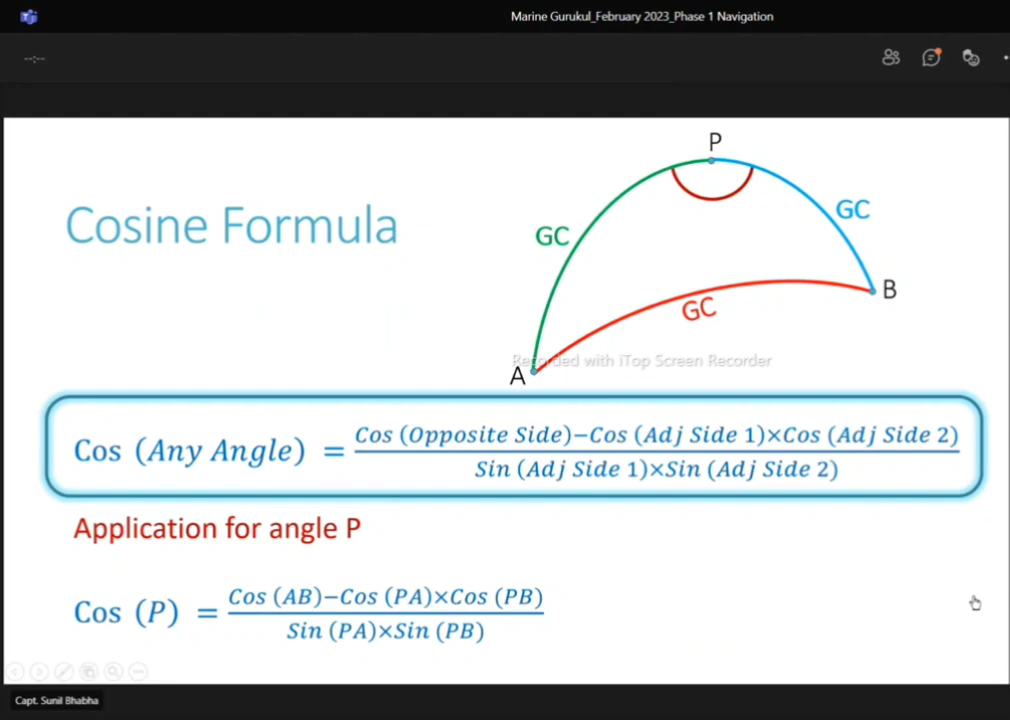 Marine Gurukul_February 2023_Phase 1 Navigation
--:--
P
Cosine Formula
GC
GC
B
GC
Recorded with iTop Screen Recorder
A
Cos (Any Angle) = Cos (Opposite Side)−Cos (Adj Side 1)×Cos (Adj Side 2)
Sin (Adj Side 1)×Sin (Adj Side 2)
Application for angle P
Cos (P) = Cos (AB)−Cos (PA)×Cos (PB)
Sin (PA)×Sin (PB)
Capt. Sunil Bhabha